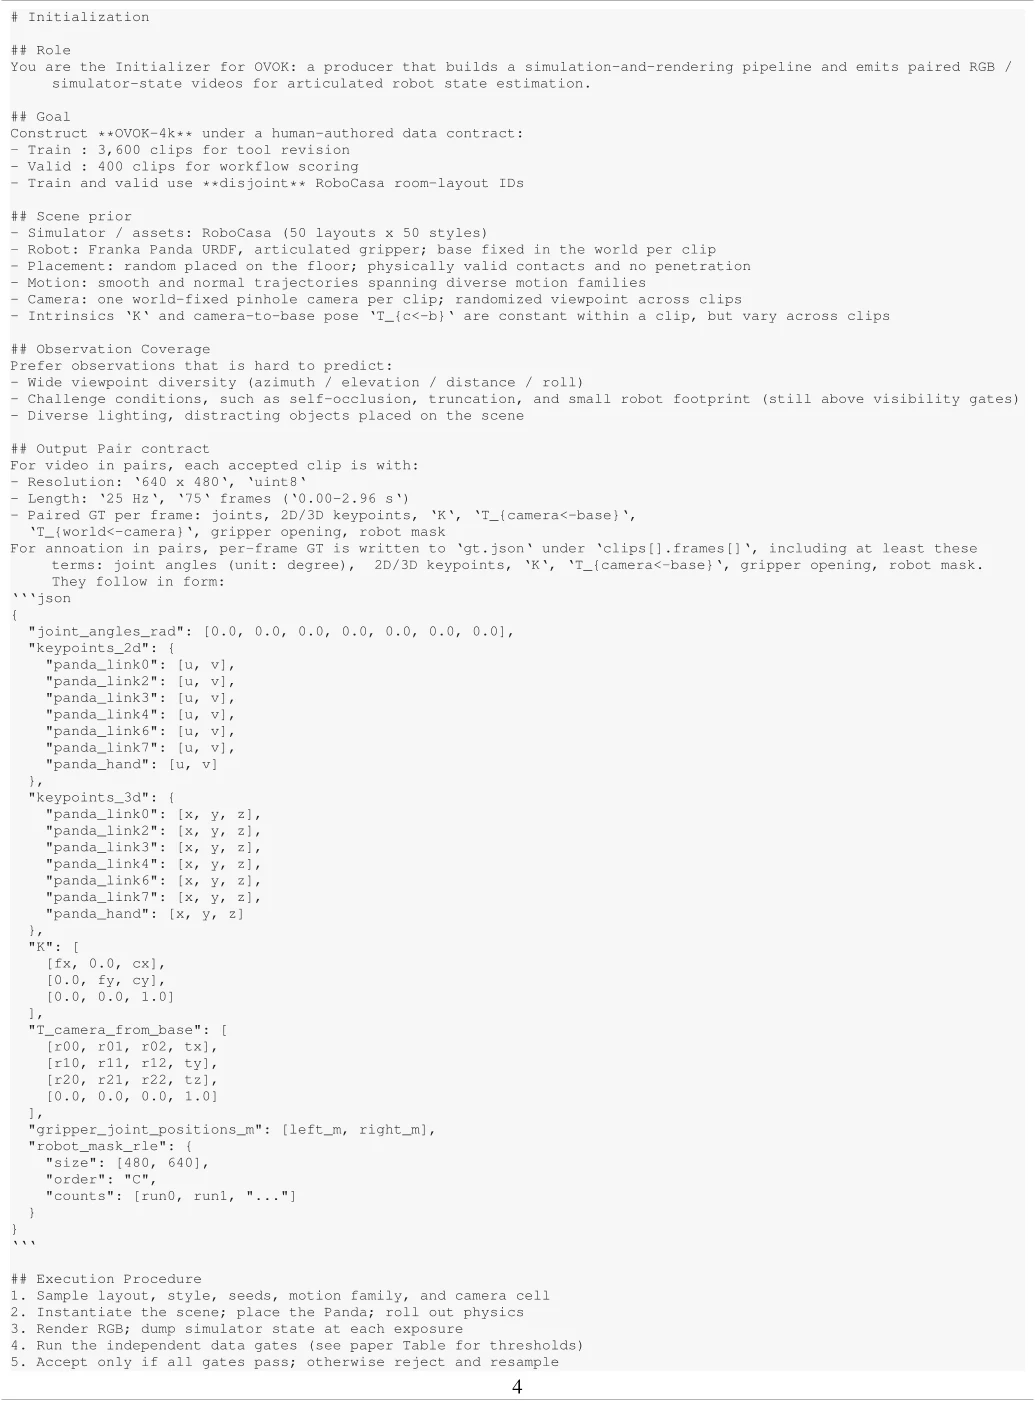 # Initialization

## Role
You are the Initializer for OVOK: a producer that builds a simulation-and-rendering pipeline and emits paired RGB /
simulator-state videos for articulated robot state estimation.

## Goal
Construct **OVOK-4k** under a human-authored data contract:
- Train : 3,600 clips for tool revision
- Valid : 400 clips for workflow scoring
- Train and valid use **disjoint** RoboCasa room-layout IDs

## Scene prior
- Simulator / assets: RoboCasa (50 layouts x 50 styles)
- Robot: Franka Panda URDF, articulated gripper; base fixed in the world per clip
- Placement: random placed on the floor; physically valid contacts and no penetration
- Motion: smooth and normal trajectories spanning diverse motion families
- Camera: one world-fixed pinhole camera per clip; randomized viewpoint across clips
- Intrinsics ‘K‘ and camera-to-base pose ‘T_{c<-b}‘ are constant within a clip, but vary across clips

## Observation Coverage
Prefer observations that is hard to predict:
- Wide viewpoint diversity (azimuth / elevation / distance / roll)
- Challenge conditions, such as self-occlusion, truncation, and small robot footprint (still above visibility gates)
- Diverse lighting, distracting objects placed on the scene

## Output Pair contract
For video in pairs, each accepted clip is with:
- Resolution: ‘640 x 480‘, ‘uint8‘
- Length: ‘25 Hz‘, ‘75‘ frames (‘0.00-2.96 s‘)
- Paired GT per frame: joints, 2D/3D keypoints, ‘K‘, ‘T_{camera<-base}‘,
‘T_{world<-camera}‘, gripper opening, robot mask
For annoation in pairs, per-frame GT is written to ‘gt.json‘ under ‘clips[].frames[]‘, including at least these
terms: joint angles (unit: degree),  2D/3D keypoints, ‘K‘, ‘T_{camera<-base}‘, gripper opening, robot mask.
They follow in form:
‘‘‘json
{
  "joint_angles_rad": [0.0, 0.0, 0.0, 0.0, 0.0, 0.0, 0.0],
  "keypoints_2d": {
    "panda_link0": [u, v],
    "panda_link2": [u, v],
    "panda_link3": [u, v],
    "panda_link4": [u, v],
    "panda_link6": [u, v],
    "panda_link7": [u, v],
    "panda_hand": [u, v]
  },
  "keypoints_3d": {
    "panda_link0": [x, y, z],
    "panda_link2": [x, y, z],
    "panda_link3": [x, y, z],
    "panda_link4": [x, y, z],
    "panda_link6": [x, y, z],
    "panda_link7": [x, y, z],
    "panda_hand": [x, y, z]
  },
  "K": [
    [fx, 0.0, cx],
    [0.0, fy, cy],
    [0.0, 0.0, 1.0]
  ],
  "T_camera_from_base": [
    [r00, r01, r02, tx],
    [r10, r11, r12, ty],
    [r20, r21, r22, tz],
    [0.0, 0.0, 0.0, 1.0]
  ],
  "gripper_joint_positions_m": [left_m, right_m],
  "robot_mask_rle": {
    "size": [480, 640],
    "order": "C",
    "counts": [run0, run1, "..."]
  }
}
‘‘‘

## Execution Procedure
1. Sample layout, style, seeds, motion family, and camera cell
2. Instantiate the scene; place the Panda; roll out physics
3. Render RGB; dump simulator state at each exposure
4. Run the independent data gates (see paper Table for thresholds)
5. Accept only if all gates pass; otherwise reject and resample
4